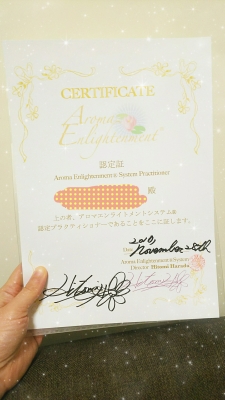 CERTIFICATE
Aroma
Enlightenment
認定証
Aroma Enlightenment System Practitioner
殿
上の者、アロマエンライトメントシステム®
認定プラクティショナーであることをここに証します。
2010,
November 28th
Aroma Enlightenment System
Director Hitomi Harada